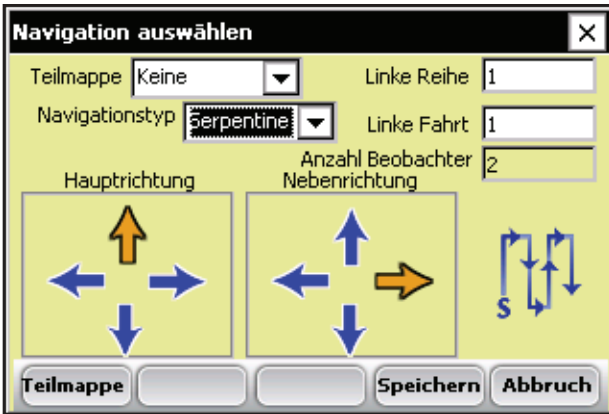 Navigation auswählen
Teilmappe Keine Linke Reihe 1
Navigationstyp Serpentine Linke Fahrt 1
Anzahl Beobachter 2
Hauptrichtung Nebenrichtung
S
Teilmappe Speichern Abbruch